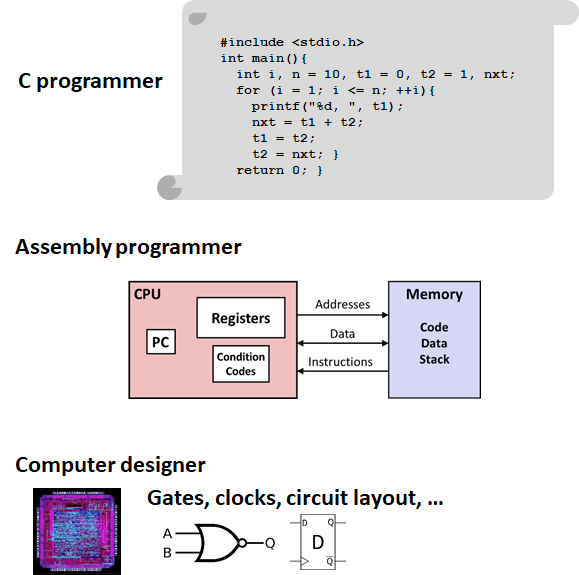 C programmer
#include <stdio.h>
int main(){
int i, n = 10, t1 = 0, t2 = 1, nxt;
for (i = 1; i <= n; ++i){
printf("%d, ", t1);
nxt = t1 + t2;
t1 = t2;
t2 = nxt; }
return 0; }
Assembly programmer
CPU
Registers
PC
Condition
Codes
Addresses
Data
Instructions
Memory
Code
Data
Stack
Computer designer
Gates, clocks, circuit layout, ...
A
B
Q
D
Q
D
Q